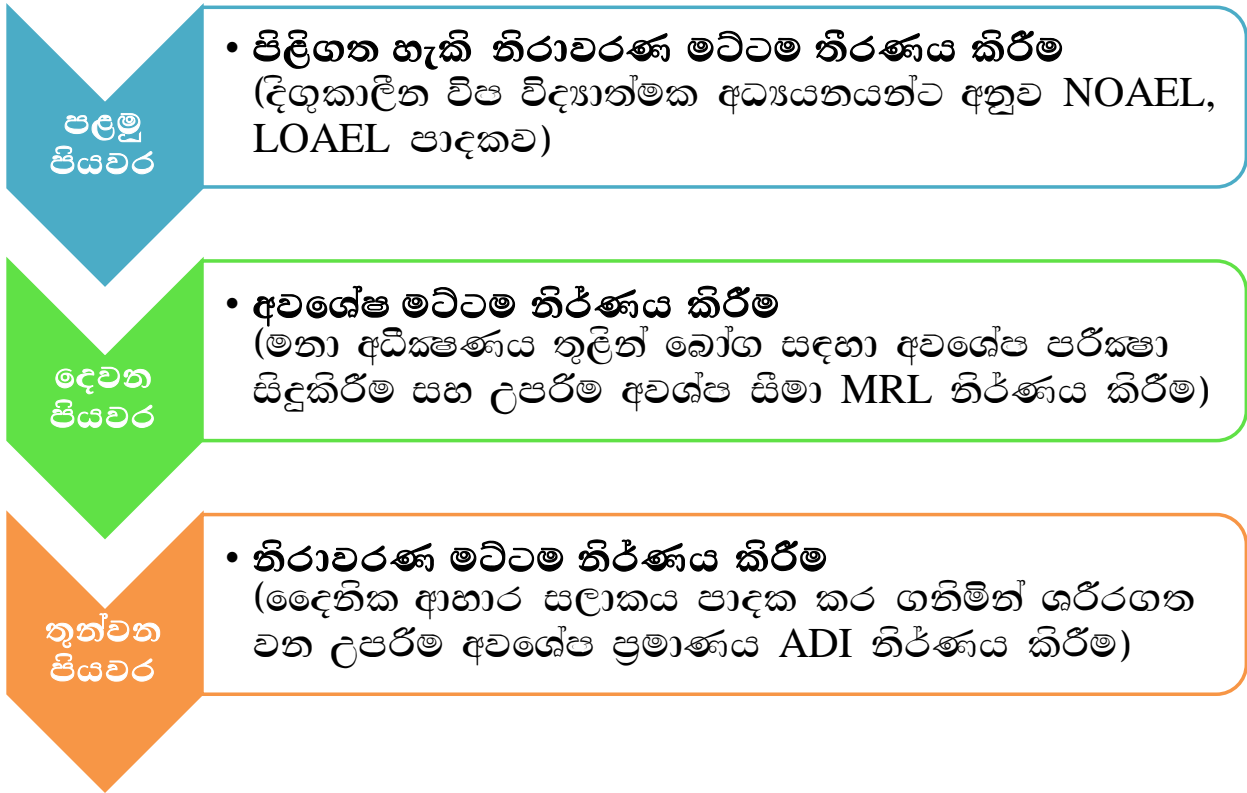 පළමු
පියවර
• පිළිගත හැකි නිරාවරණ මට්ටම තීරණය කිරීම
(දිගුකාලීන විප විද්‍යාත්මක අධ්‍යයනයන්ට අනුව NOAEL,
LOAEL පාදකව)
දෙවන
පියවර
• අවශේෂ මට්ටම නිර්ණය කිරීම
(මනා අධීක්‍ෂණය තුළින් බෝග සඳහා අවශේප පරීක්‍ෂා
සිදුකිරීම සහ උපරිම අවශ්ප සීමා MRL නිර්ණය කිරීම)
තුන්වන
පියවර
• නිරාවරණ මට්ටම නිර්ණය කිරීම
(දෛනික ආහාර සලාකය පාදක කර ගනිමින් ශරීරගත
වන උපරිම අවශේප ප්‍රමාණය ADI නිර්ණය කිරීම)